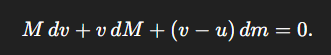 M dv + v dM + (v − u) dm = 0.